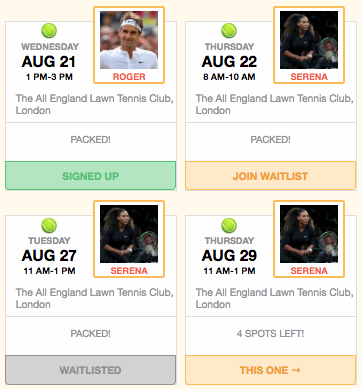 WEDNESDAY
AUG 21
1 PM-3 PM
ROGER
The All England Lawn Tennis Club,
London
PACKED!
SIGNED UP
THURSDAY
AUG 22
8 AM-10 AM
SERENA
The All England Lawn Tennis Club,
London
PACKED!
JOIN WAITLIST
TUESDAY
AUG 27
11 AM-1 PM
SERENA
The All England Lawn Tennis Club,
London
PACKED!
WAITLISTED
THURSDAY
AUG 29
11 AM-1 PM
SERENA
The All England Lawn Tennis Club,
London
4 SPOTS LEFT!
THIS ONE →